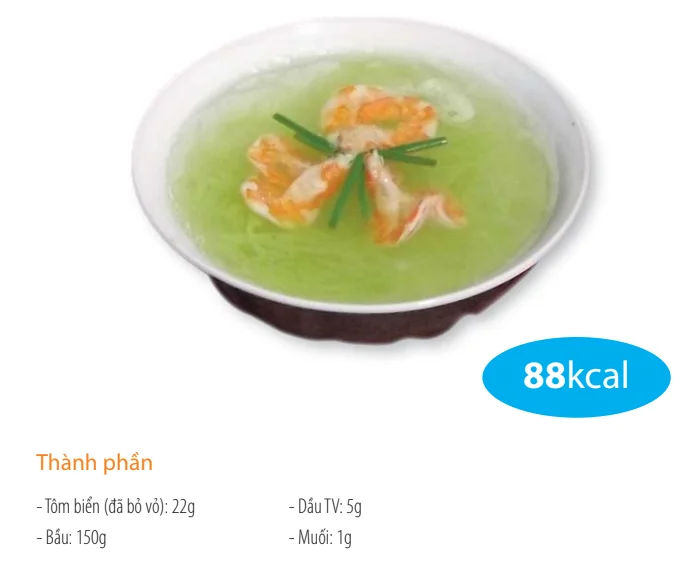 88kcal
Thành phần
- Tôm biển (đã bỏ vỏ): 22g
- Dầu TV: 5g
- Bầu: 150g
- Muối: 1g